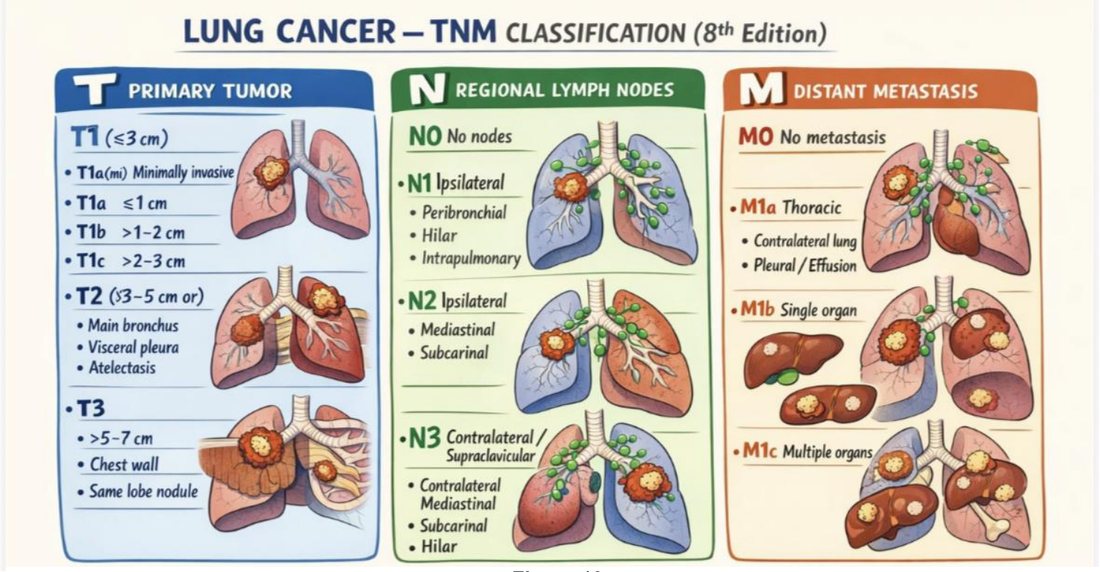 LUNG CANCER – TNM CLASSIFICATION (8th Edition)
T PRIMARY TUMOR
T1 (≤3 cm)
• T1a(mi) Minimally invasive
• T1a ≤1 cm
• T1b >1–2 cm
• T1c >2–3 cm
• T2 (3–5 cm or)
• Main bronchus
• Visceral pleura
• Atelectasis
• T3
• >5–7 cm
• Chest wall
• Same lobe nodule
N REGIONAL LYMPH NODES
N0 No nodes
• N1 Ipsilateral
• Peribronchial
• Hilar
• Intrapulmonary
• N2 Ipsilateral
• Mediastinal
• Subcarinal
• N3 Contralateral /
Supraclavicular
• Contralateral
Mediastinal
• Subcarinal
• Hilar
M DISTANT METASTASIS
M0 No metastasis
• M1a Thoracic
• Contralateral lung
• Pleural / Effusion
• M1b Single organ
• M1c Multiple organs